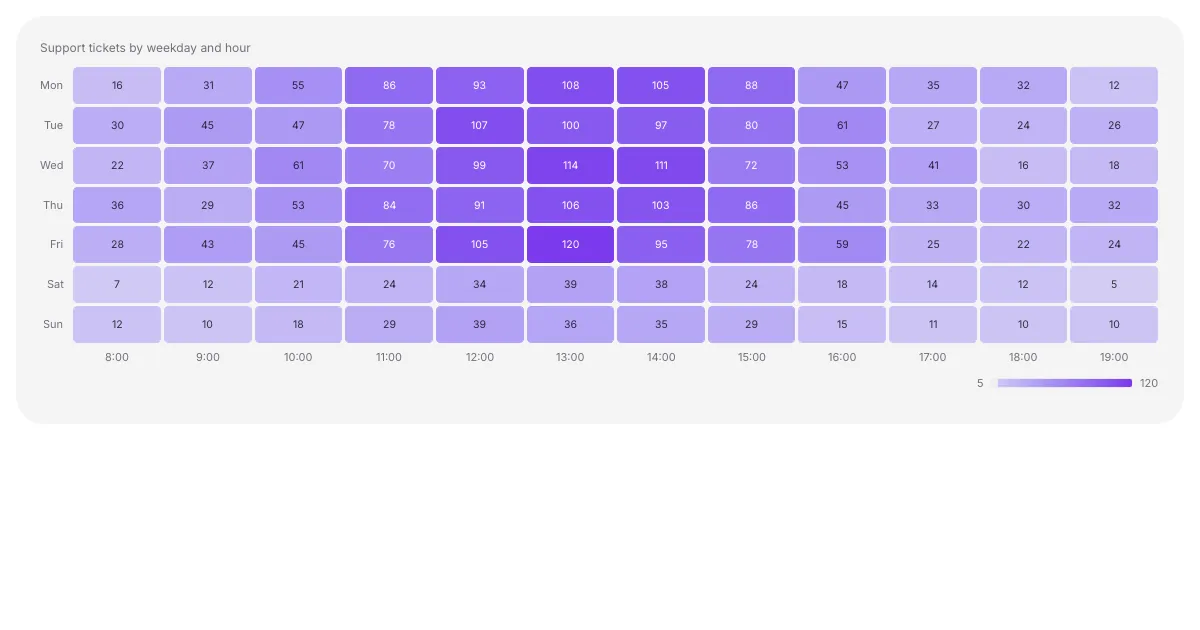 Support tickets by weekday and hour
Mon 16 31 55 86 93 108 105 88 47 35 32 12
Tue 30 45 47 78 107 100 97 80 61 27 24 26
Wed 22 37 61 70 99 114 111 72 53 41 16 18
Thu 36 29 53 84 91 106 103 86 45 33 30 32
Fri 28 43 45 76 105 120 95 78 59 25 22 24
Sat 7 12 21 24 34 39 38 24 18 14 12 5
Sun 12 10 18 29 39 36 35 29 15 11 10 10
8:00 9:00 10:00 11:00 12:00 13:00 14:00 15:00 16:00 17:00 18:00 19:00
5 120